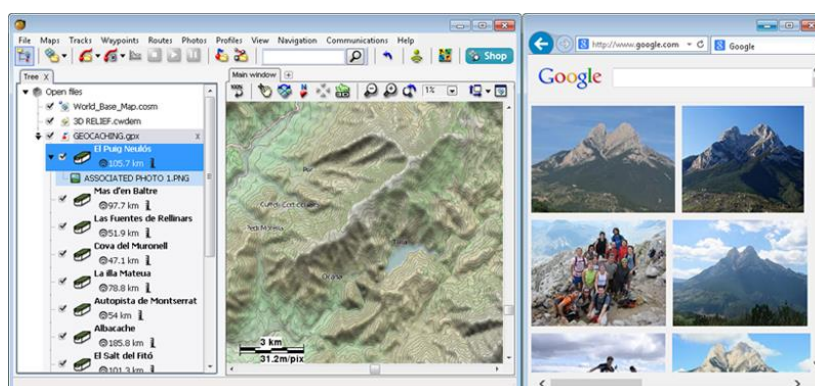 File Maps Tracks Waypoints Routes Photos Profiles View Navigation Communications Help
Shop
Tree X
Open files
World_Base_Map.cosm
3D RELIEF.cwdem
GEOCACHING.gpx x
El Puig Neulós
105.7 km
ASSOCIATED PHOTO 1.PNG
Mas d'en Baltre
97.7 km
Las Fuentes de Rellinars
51.9 km
Cova del Muronell
47.1 km
La illa Mateua
78.8 km
Autopista de Montserrat
54 km
Albacache
185.8 km
El Salt del Fitó
101.3 km
Main window
1%
3 km
31.2m/pix
http://www.google.com
Google
Google